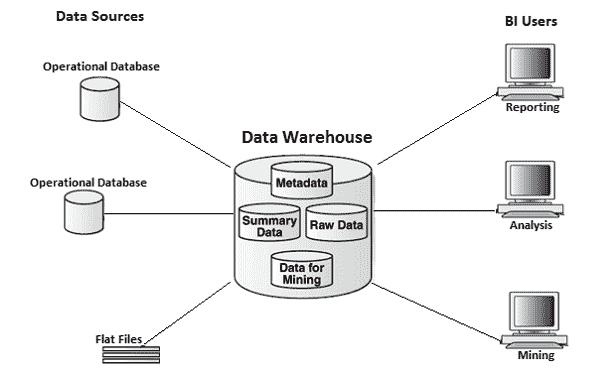 Data Sources
BI Users
Operational Database
Reporting
Data Warehouse
Metadata
Operational Database
Summary
Data
Raw Data
Analysis
Data for
Mining
Flat Files
Mining